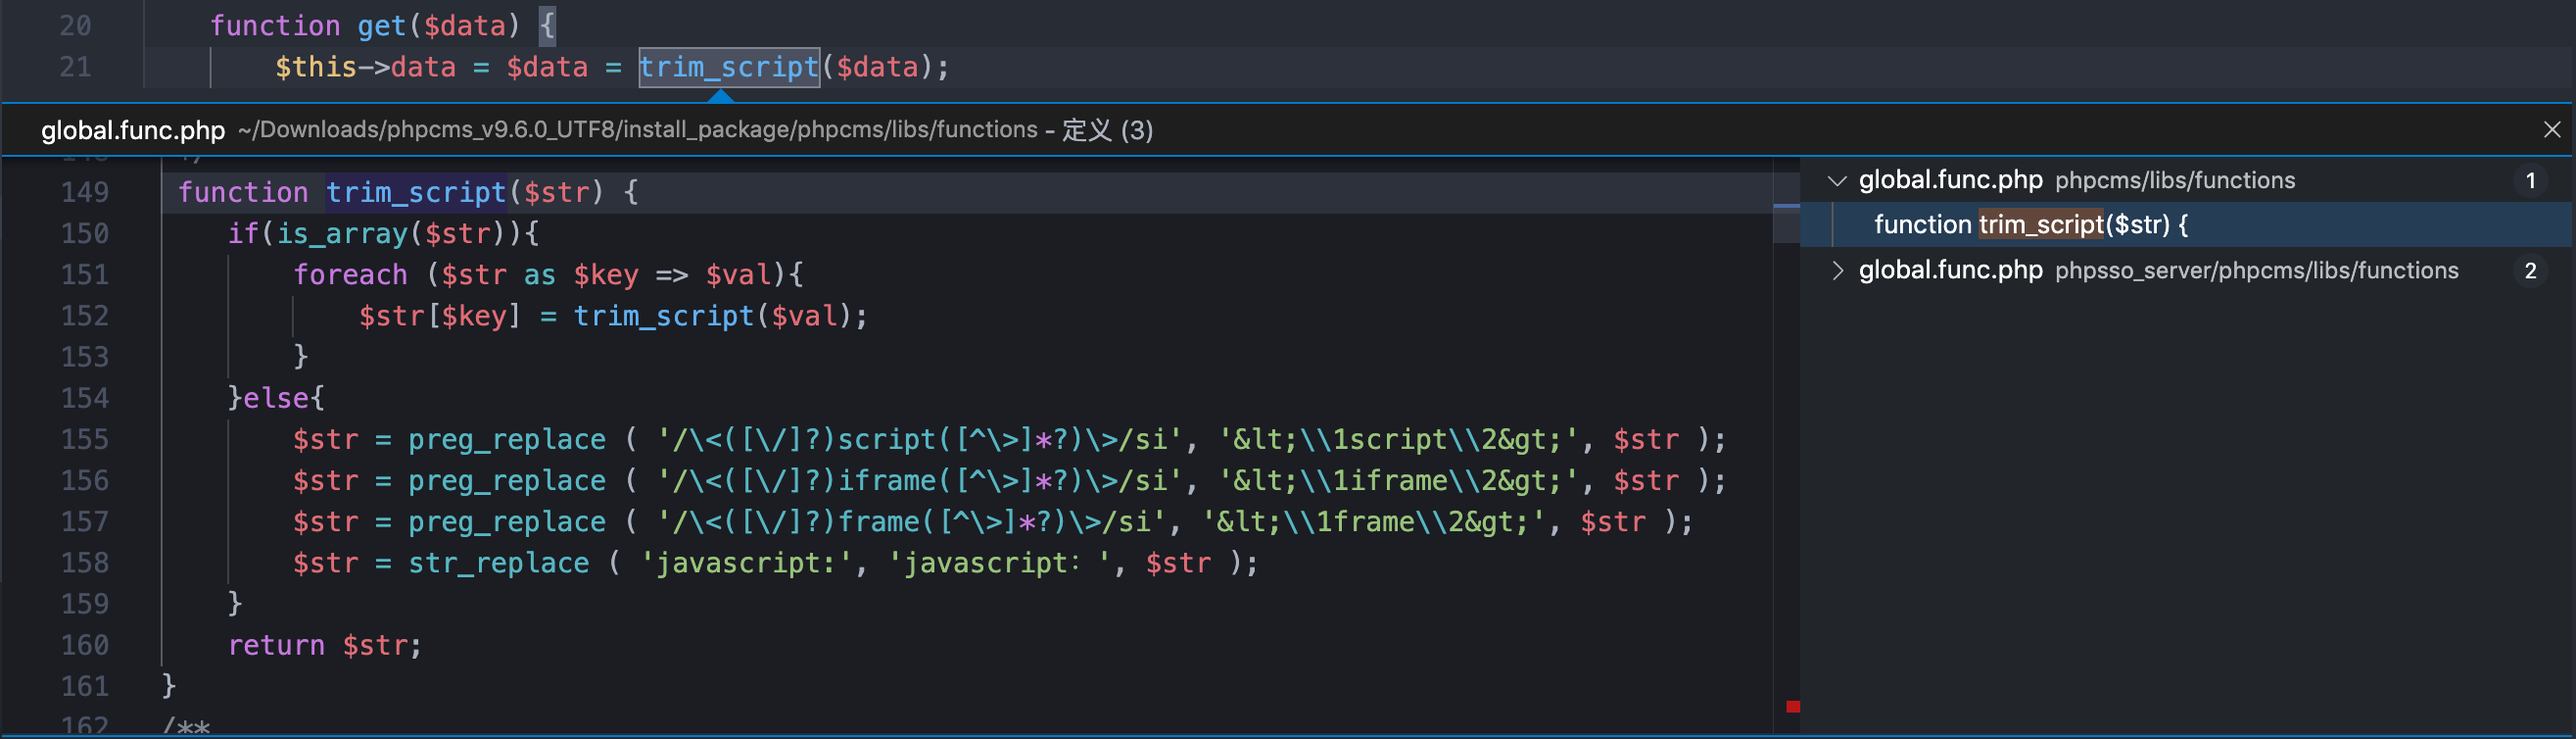 20 function get($data) {
21 $this->data = $data = trim_script($data);
global.func.php ~/Downloads/phpcms_v9.6.0_UTF8/install_package/phpcms/libs/functions - 定义 (3)
149 function trim_script($str) {
150 if(is_array($str)){
151 foreach ($str as $key => $val){
152 $str[$key] = trim_script($val);
153 }
154 }else{
155 $str = preg_replace ( '/\<([\/]?)script([^\>]*?)\>/si', '&lt;\\1script\\2&gt;', $str );
156 $str = preg_replace ( '/\<([\/]?)iframe([^\>]*?)\>/si', '&lt;\\1iframe\\2&gt;', $str );
157 $str = preg_replace ( '/\<([\/]?)frame([^\>]*?)\>/si', '&lt;\\1frame\\2&gt;', $str );
158 $str = str_replace ( 'javascript:', 'javascript：', $str );
159 }
160 return $str;
161 }
162 /**
global.func.php phpcms/libs/functions 1
function trim_script($str) {
global.func.php phpsso_server/phpcms/libs/functions 2